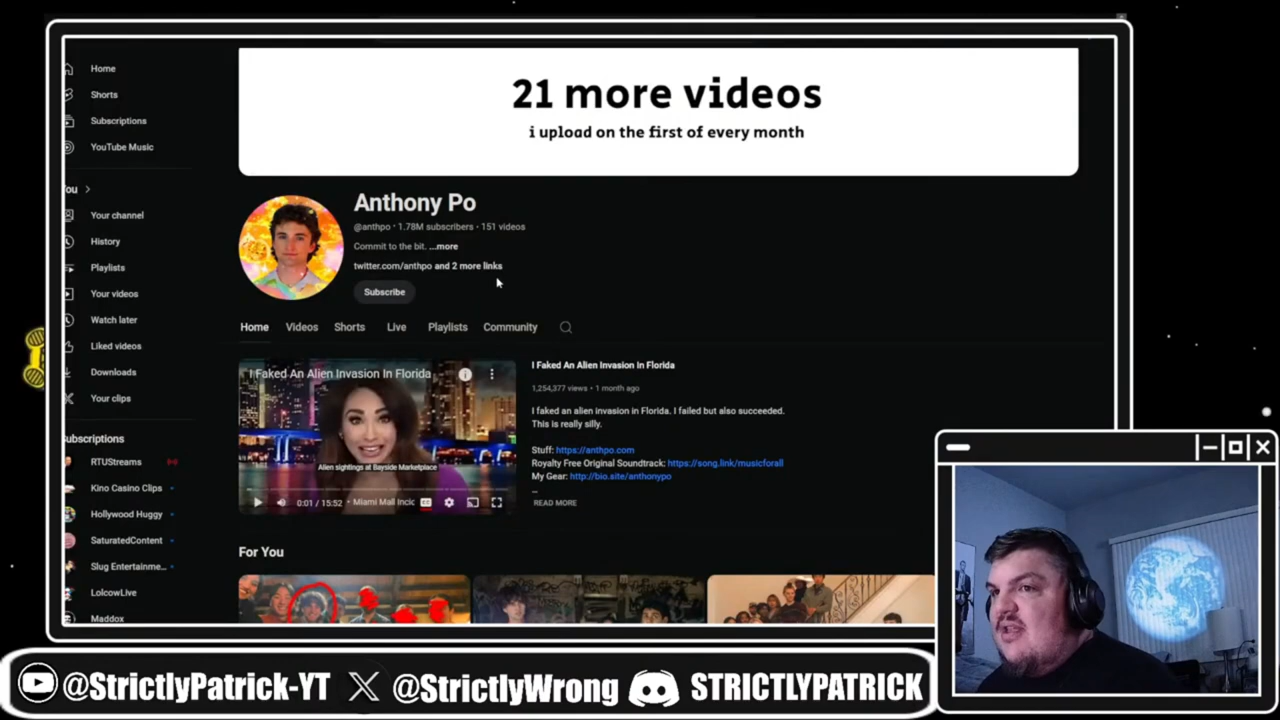 21 more videos
i upload on the first of every month
Home
Shorts
Subscriptions
YouTube Music
You
Your channel
History
Playlists
Your videos
Watch later
Liked videos
Downloads
Your clips
Subscriptions
RTUStreams
Kino Casino Clips
Hollywood Huggy
SaturatedContent
Slug Entertainme...
LolcowLive
Maddox
Anthony Po
@anthpo • 1.78M subscribers • 151 videos
Commit to the bit. ...more
twitter.com/anthpo and 2 more links
Subscribe
Home Videos Shorts Live Playlists Community
I Faked An Alien Invasion In Florida
Alien sightings at Bayside Marketplace
0:01 / 15:52 • Miami Mall Incic
I Faked An Alien Invasion In Florida
1,254,377 views • 1 month ago
I faked an alien invasion in Florida. I failed but also succeeded.
This is really silly.
Stuff: https://anthpo.com
Royalty Free Original Soundtrack: https://song.link/musicforall
My Gear: http://bio.site/anthonypo
...
READ MORE
For You
@StrictlyPatrick-YT @StrictlyWrong STRICTLYPATRICK